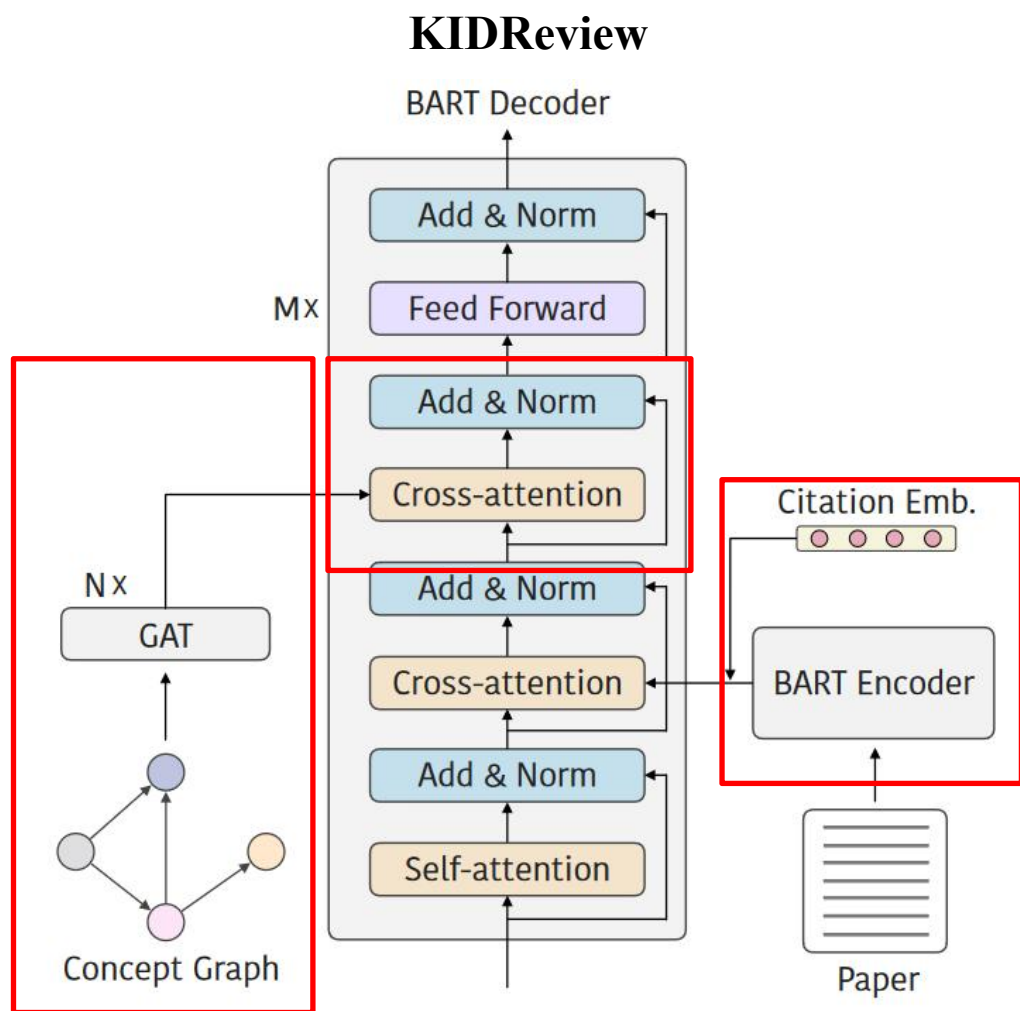 KIDReview
BART Decoder
Add & Norm
Mx
Feed Forward
Add & Norm
Cross-attention
Citation Emb.
Nx
Add & Norm
GAT
Cross-attention
BART Encoder
Add & Norm
Self-attention
Concept Graph
Paper